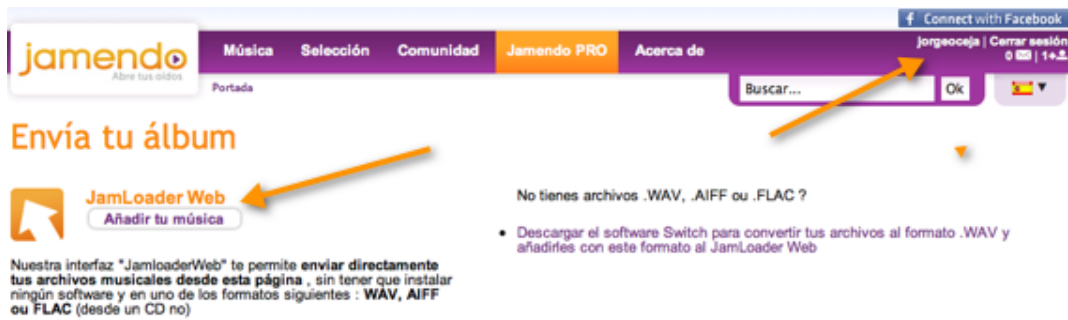 Connect with Facebook
jamendo
Abre tus oídos
Música Selección Comunidad Jamendo PRO Acerca de
jorgeoceja | Cerrar sesión
0 | 1+
Portada
Buscar... Ok
Envía tu álbum
JamLoader Web
Añadir tu música
Nuestra interfaz "JamloaderWeb" te permite enviar directamente
tus archivos musicales desde esta página , sin tener que instalar
ningún software y en uno de los formatos siguientes : WAV, AIFF
ou FLAC (desde un CD no)
No tienes archivos .WAV, .AIFF ou .FLAC ?
• Descargar el software Switch para convertir tus archivos al formato .WAV y
añadirles con este formato al JamLoader Web